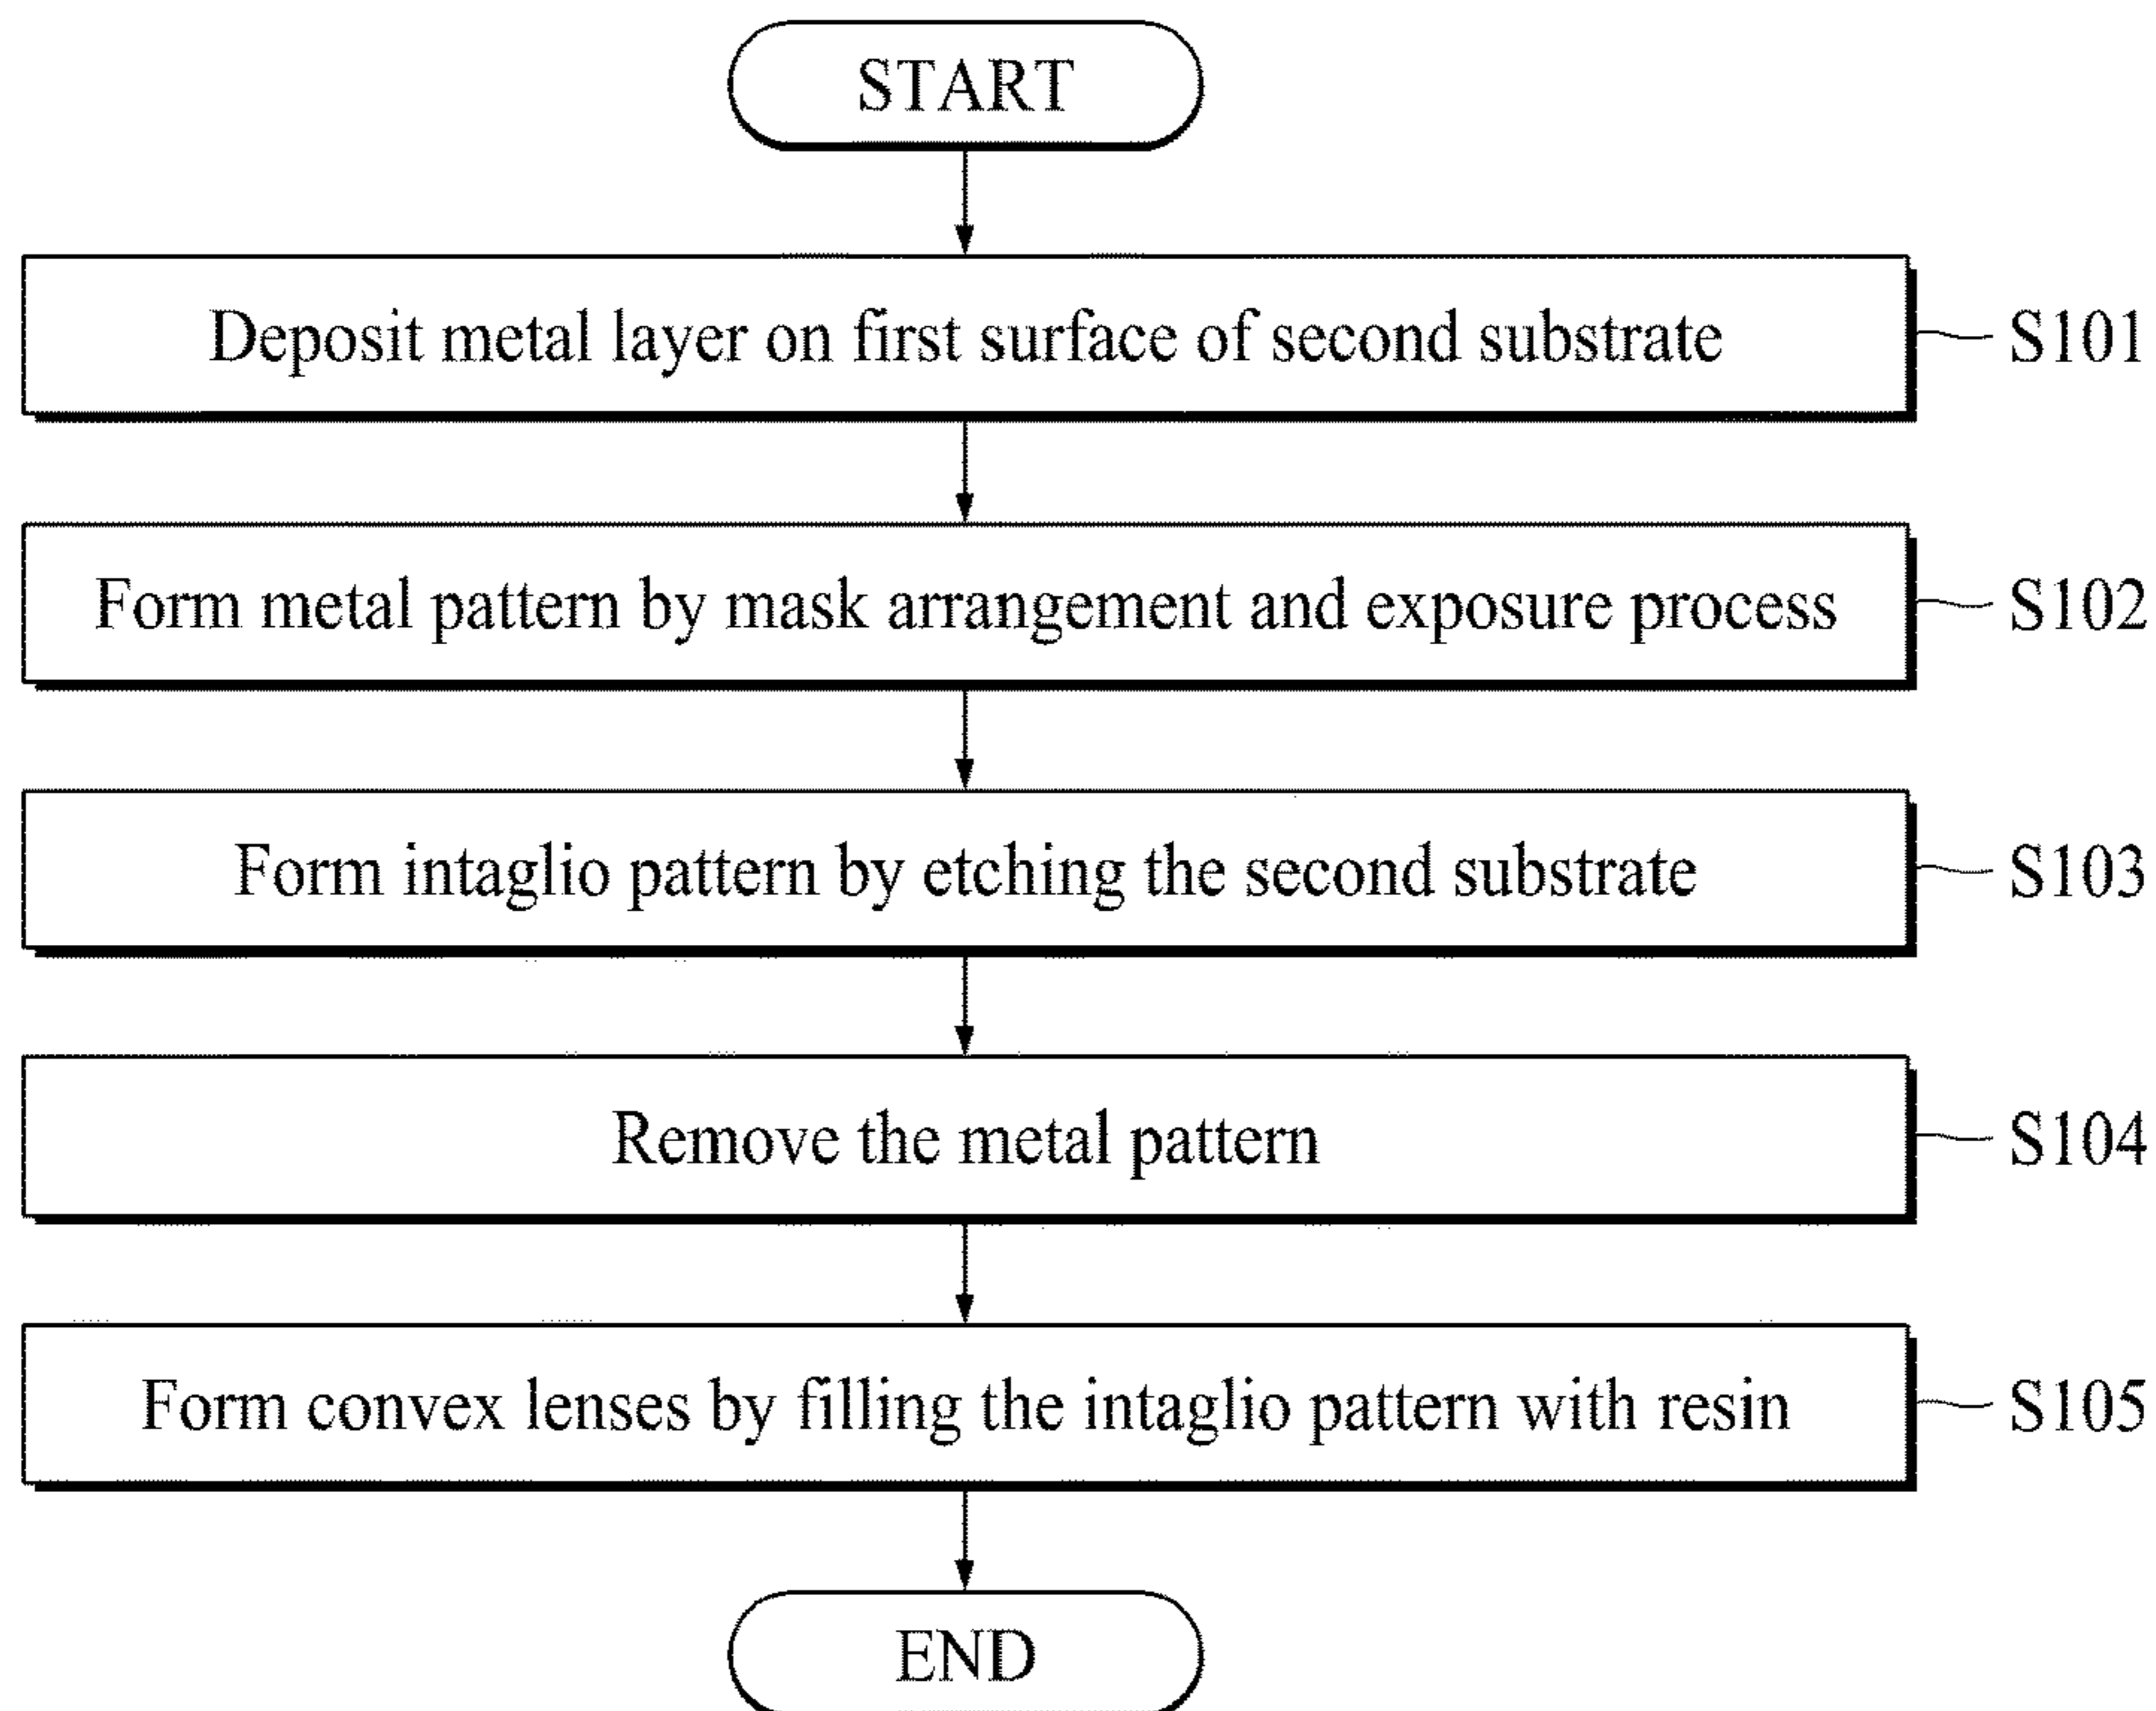 START
Deposit metal layer on first surface of second substrate
S101
Form metal pattern by mask arrangement and exposure process
S102
Form intaglio pattern by etching the second substrate
S103
Remove the metal pattern
S104
Form convex lenses by filling the intaglio pattern with resin
S105
END